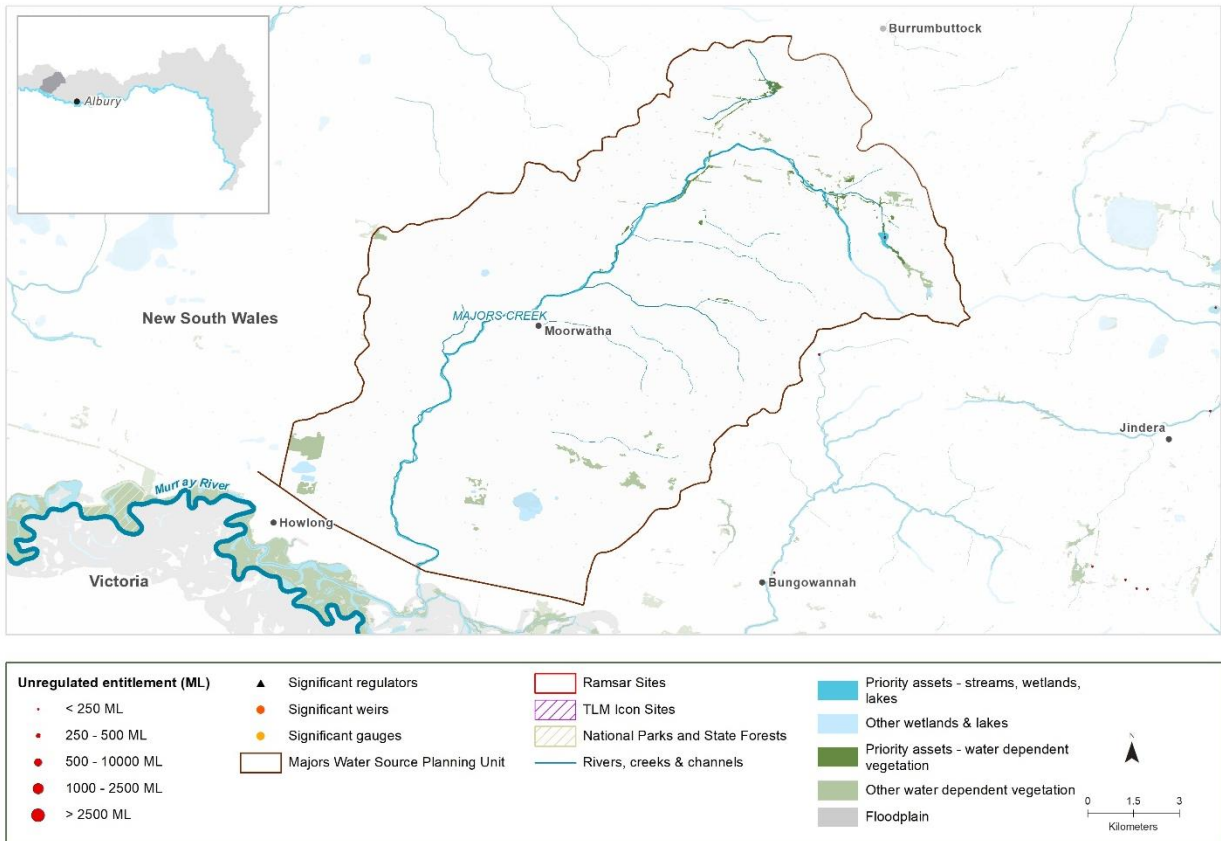 Burrumbuttock
Albury
New South Wales
MAJORS CREEK
Moorwatha
Jindera
Murray River
Howlong
Victoria
Bungowannah
Unregulated entitlement (ML)
< 250 ML
250 - 500 ML
500 - 10000 ML
1000 - 2500 ML
> 2500 ML
Significant regulators
Significant weirs
Significant gauges
Majors Water Source Planning Unit
Ramsar Sites
TLM Icon Sites
National Parks and State Forests
Rivers, creeks & channels
Priority assets - streams, wetlands,
lakes
Other wetlands & lakes
Priority assets - water dependent
vegetation
Other water dependent vegetation
Floodplain
N
0 1.5 3
Kilometers